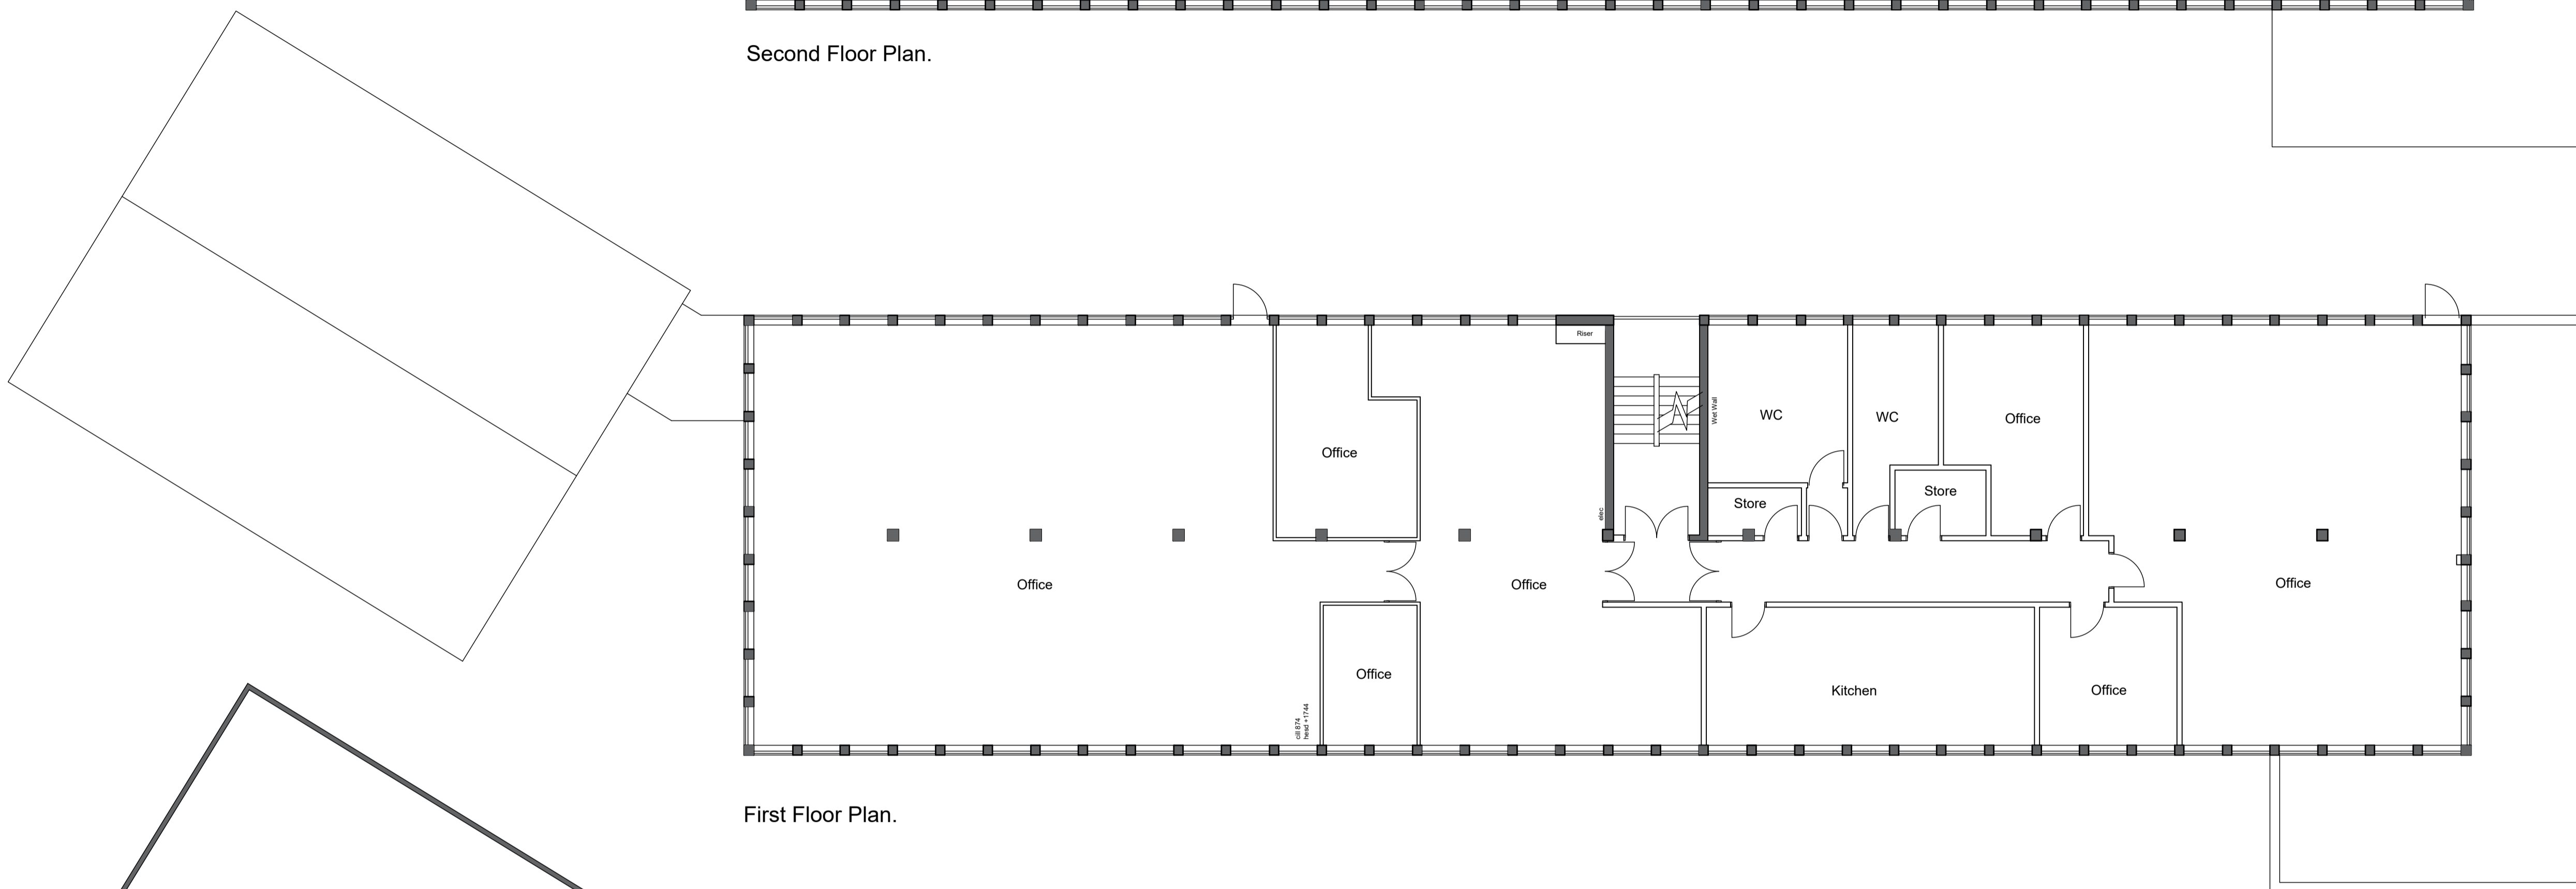 Second Floor Plan.
Riser
Wet Wall
WC
WC
Office
Office
Store
Store
elec
Office
Office
Office
Office
Kitchen
Office
cill 874
head +1744
First Floor Plan.